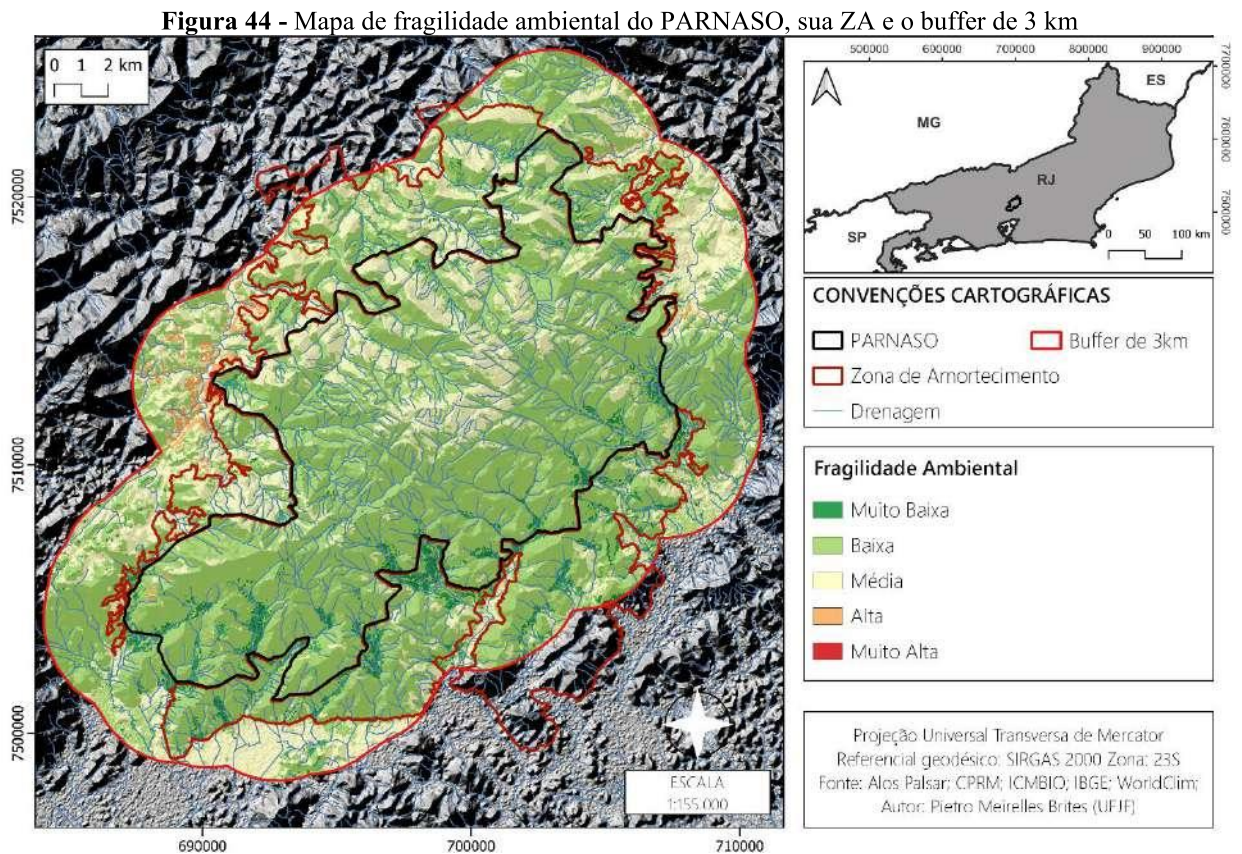 Figura 44 - Mapa de fragilidade ambiental do PARNASO, sua ZA e o buffer de 3 km
0 1 2 km
7520000
7510000
7500000
690000
700000
710000
ESCALA
1:155.000
500000
600000
700000
800000
900000
7700000
7600000
7500000
ES
MG
RJ
SP
0 50 100 km
CONVENÇÕES CARTOGRÁFICAS
PARNASO
Buffer de 3km
Zona de Amortecimento
Drenagem
Fragilidade Ambiental
Muito Baixa
Baixa
Média
Alta
Muito Alta
Projeção Universal Transversa de Mercator
Referencial geodésico: SIRGAS 2000 Zona: 23S
Fonte: Alos Palsar; CPRM; ICMBIO; IBGE; WorldClim;
Autor: Pietro Meirelles Brites (UFJF)